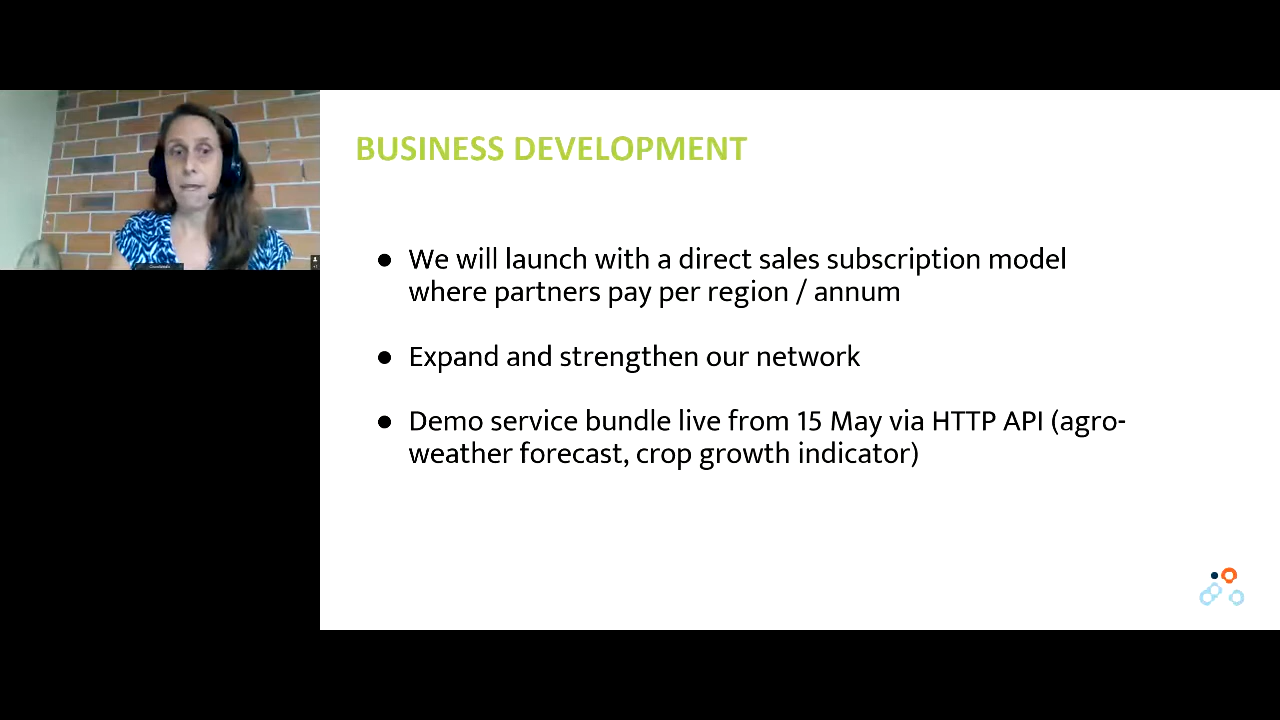 BUSINESS DEVELOPMENT
● We will launch with a direct sales subscription model
where partners pay per region / annum
● Expand and strengthen our network
● Demo service bundle live from 15 May via HTTP API (agro-
weather forecast, crop growth indicator)